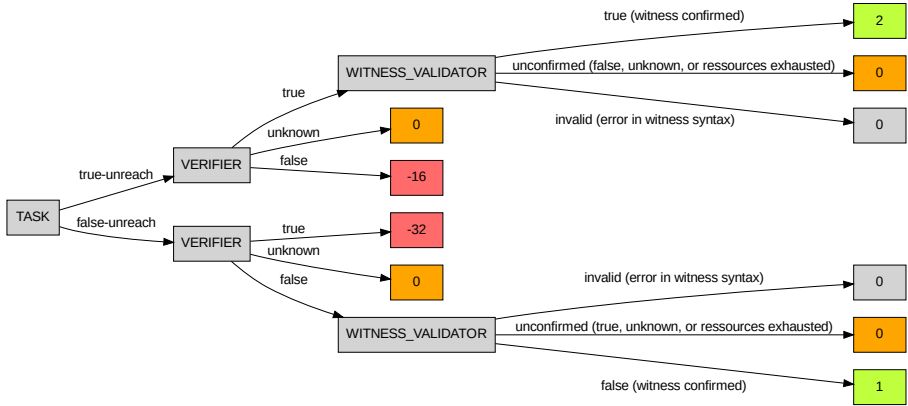 true (witness confirmed)
2
WITNESS_VALIDATOR
unconfirmed (false, unknown, or ressources exhausted)
0
true
invalid (error in witness syntax)
0
unknown
0
VERIFIER
false
-16
true-unreach
TASK
false-unreach
true
-32
VERIFIER
unknown
0
false
invalid (error in witness syntax)
0
WITNESS_VALIDATOR
unconfirmed (true, unknown, or ressources exhausted)
0
false (witness confirmed)
1